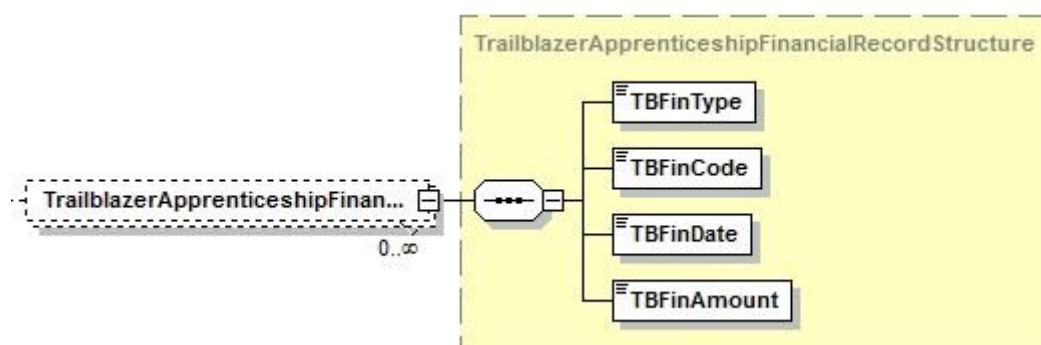 TrailblazerApprenticeshipFinancialRecordStructure
TBFinType
TBFinCode
TrailblazerApprenticeshipFinan...
TBFinDate
0..∞
TBFinAmount